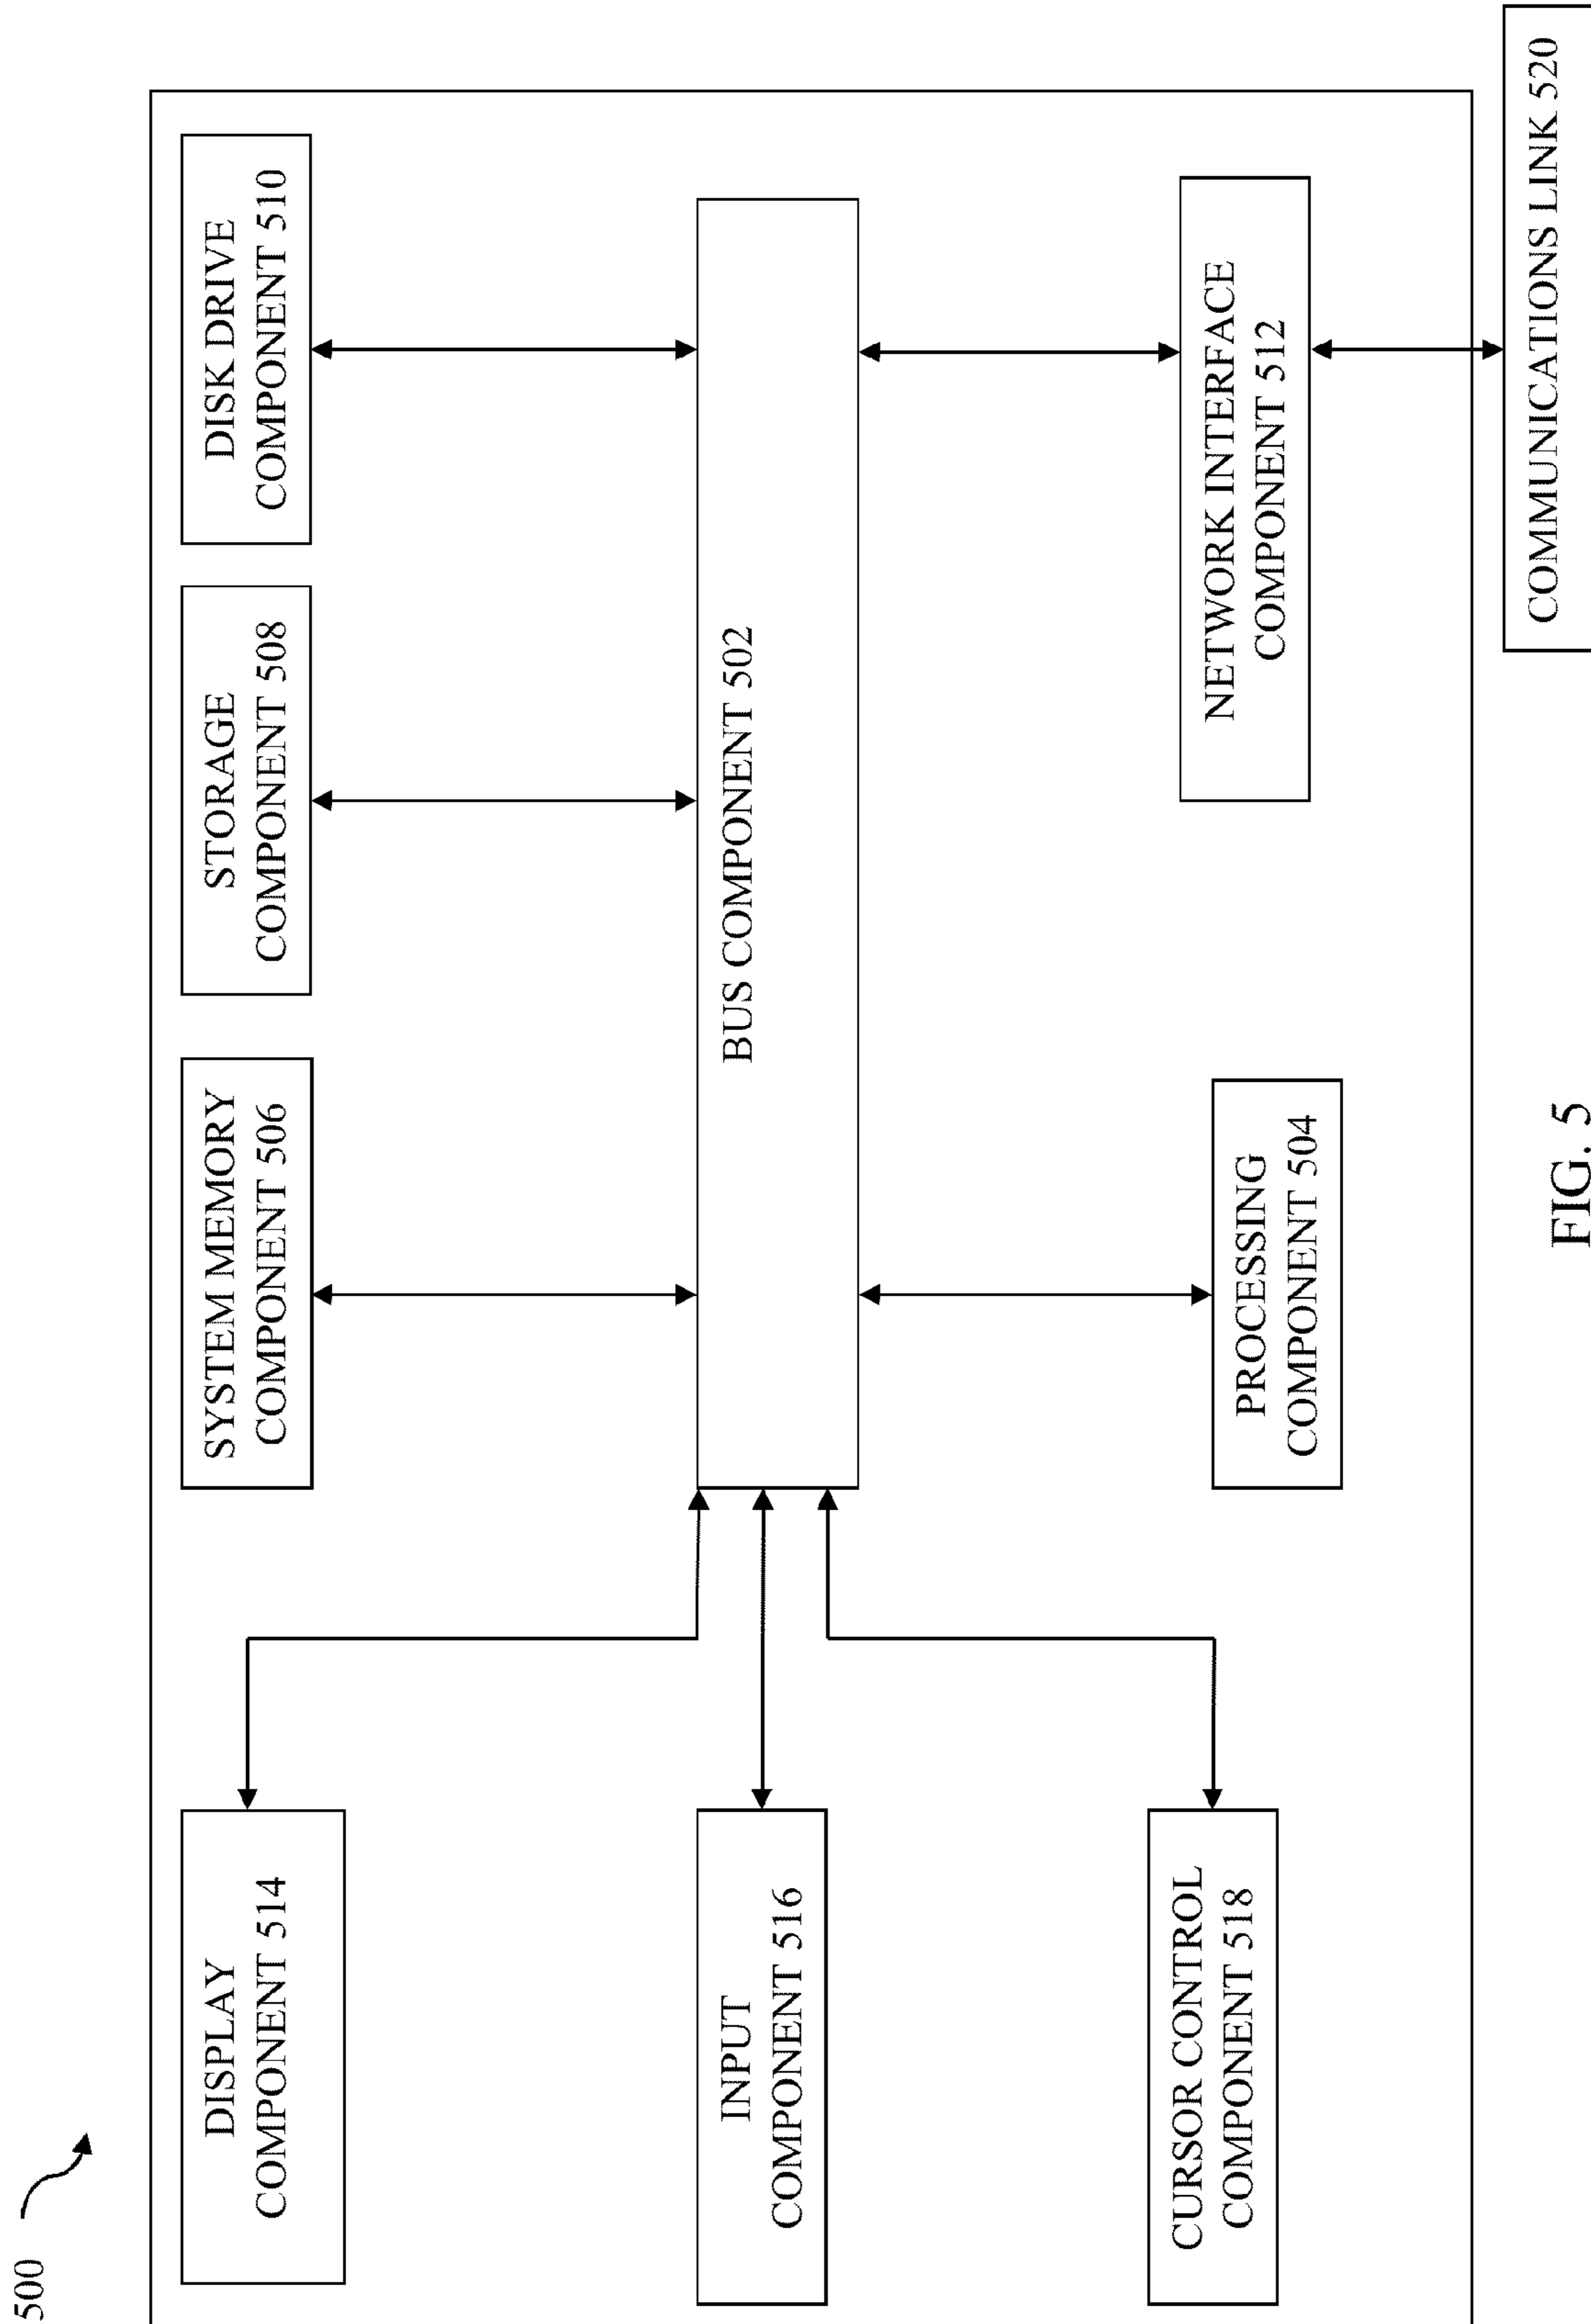 500
DISPLAY
COMPONENT 514
SYSTEM MEMORY
COMPONENT 506
STORAGE
COMPONENT 508
DISK DRIVE
COMPONENT 510
INPUT
COMPONENT 516
BUS COMPONENT 502
CURSOR CONTROL
COMPONENT 518
PROCESSING
COMPONENT 504
NETWORK INTERFACE
COMPONENT 512
COMMUNICATIONS LINK 520
FIG. 5